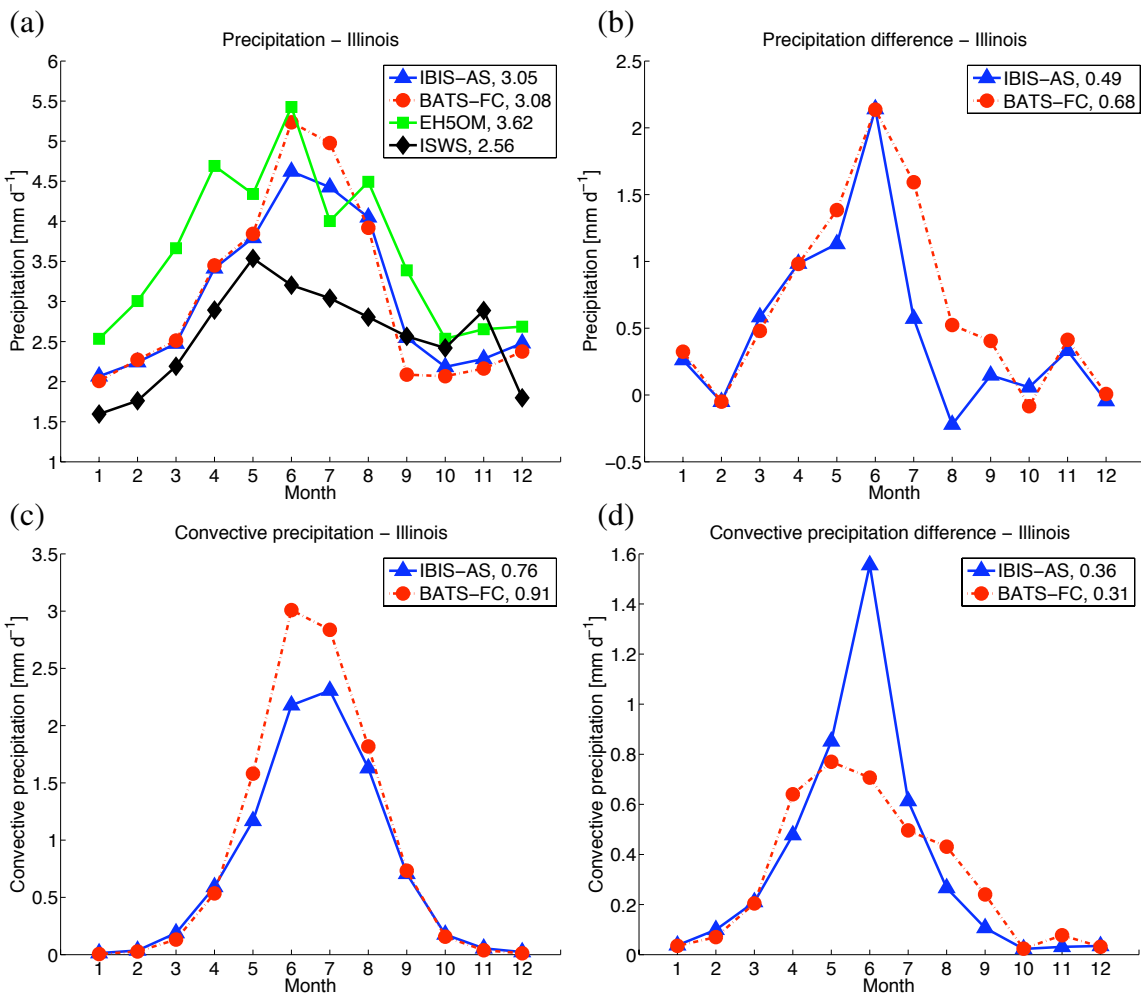 (a)
Precipitation − Illinois
6
5.5
5
4.5
4
3.5
3
2.5
2
1.5
1
Precipitation [mm d−1]
IBIS−AS, 3.05
BATS−FC, 3.08
EH5OM, 3.62
ISWS, 2.56
1 2 3 4 5 6 7 8 9 10 11 12
Month
(b)
Precipitation difference − Illinois
2.5
2
1.5
1
0.5
0
−0.5
Precipitation [mm d−1]
IBIS−AS, 0.49
BATS−FC, 0.68
1 2 3 4 5 6 7 8 9 10 11 12
Month
(c)
Convective precipitation − Illinois
3.5
3
2.5
2
1.5
1
0.5
0
Convective precipitation [mm d−1]
IBIS−AS, 0.76
BATS−FC, 0.91
1 2 3 4 5 6 7 8 9 10 11 12
Month
(d)
Convective precipitation difference − Illinois
1.6
1.4
1.2
1
0.8
0.6
0.4
0.2
0
Convective precipitation [mm d−1]
IBIS−AS, 0.36
BATS−FC, 0.31
1 2 3 4 5 6 7 8 9 10 11 12
Month